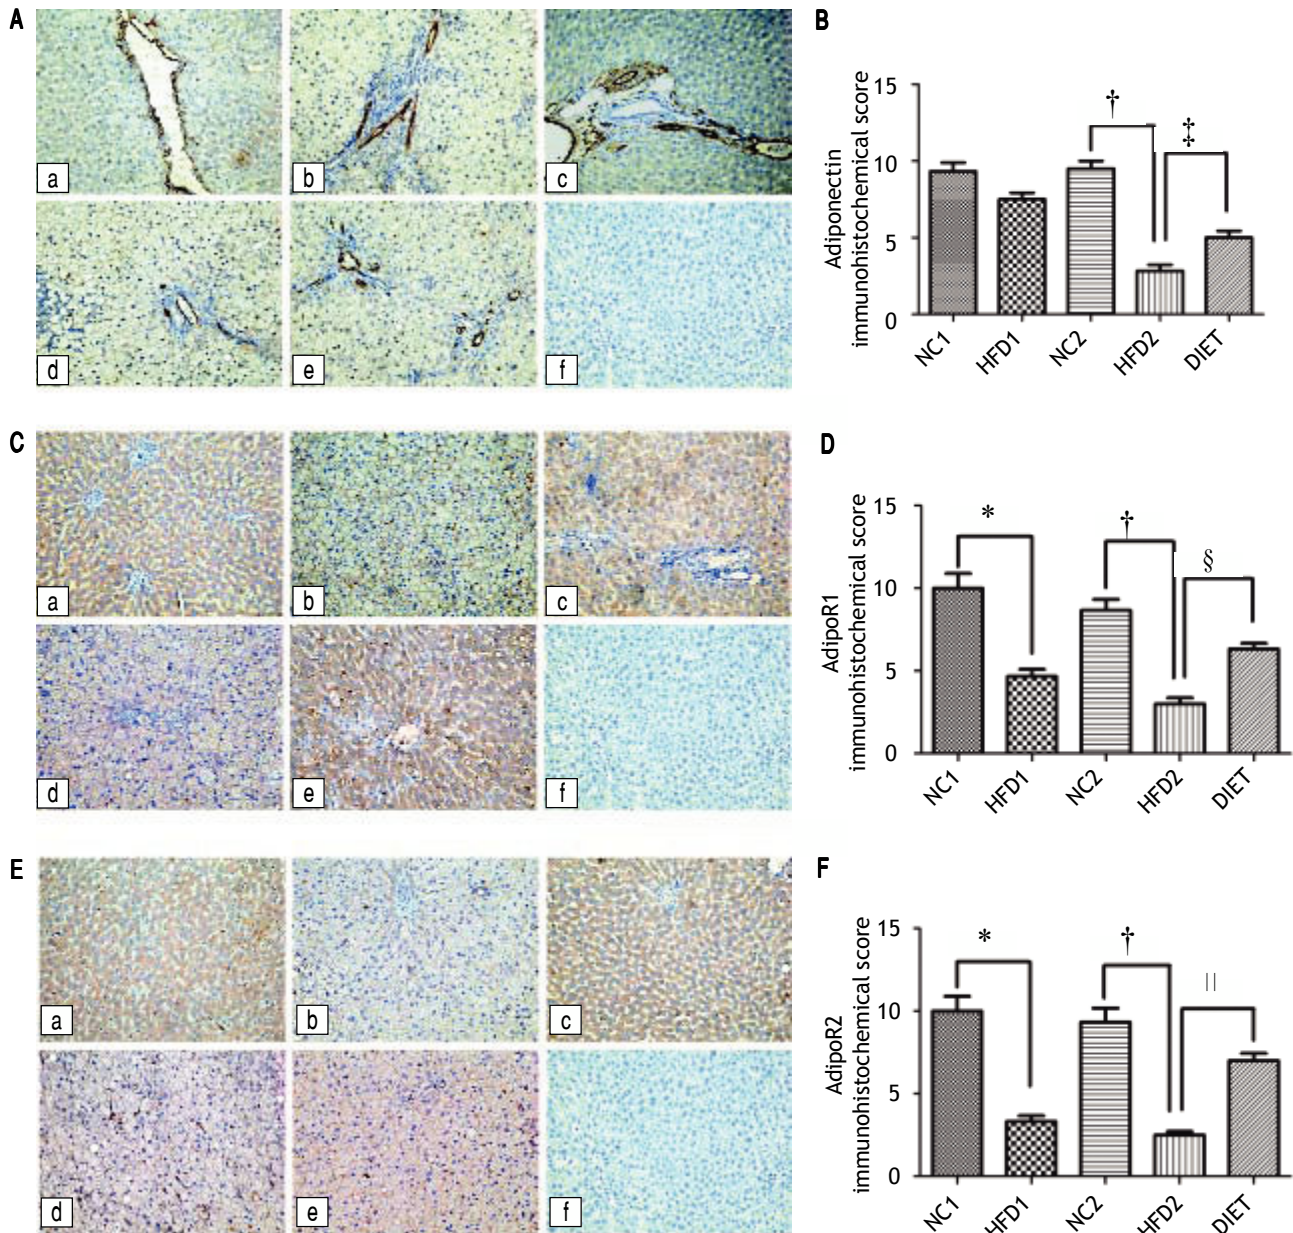 A
a
b
c
d
e
f
B
Adiponectin
immunohistochemical score
15
10
5
0
†
‡
NC1
HFD1
NC2
HFD2
DIET
C
a
b
c
d
e
f
D
AdipoR1
immunohistochemical score
15
10
5
0
*
†
§
NC1
HFD1
NC2
HFD2
DIET
E
a
b
c
d
e
f
F
AdipoR2
immunohistochemical score
15
10
5
0
*
†
||
NC1
HFD1
NC2
HFD2
DIET